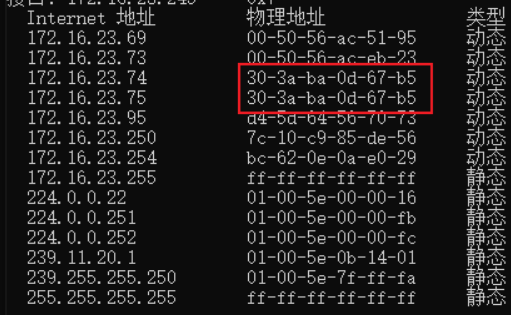 Internet 地址 物理地址 类型
172.16.23.69 00-50-56-ac-51-95 动态
172.16.23.73 00-50-56-ac-eb-23 动态
172.16.23.74 30-3a-ba-0d-67-b5 动态
172.16.23.75 30-3a-ba-0d-67-b5 动态
172.16.23.95 d4-5d-64-56-70-73 动态
172.16.23.250 7c-10-c9-85-de-56 动态
172.16.23.254 bc-62-0e-0a-e0-29 动态
172.16.23.255 ff-ff-ff-ff-ff-ff 静态
224.0.0.22 01-00-5e-00-00-16 静态
224.0.0.251 01-00-5e-00-00-fb 静态
224.0.0.252 01-00-5e-00-00-fc 静态
239.11.20.1 01-00-5e-0b-14-01 静态
239.255.255.250 01-00-5e-7f-ff-fa 静态
255.255.255.255 ff-ff-ff-ff-ff-ff 静态